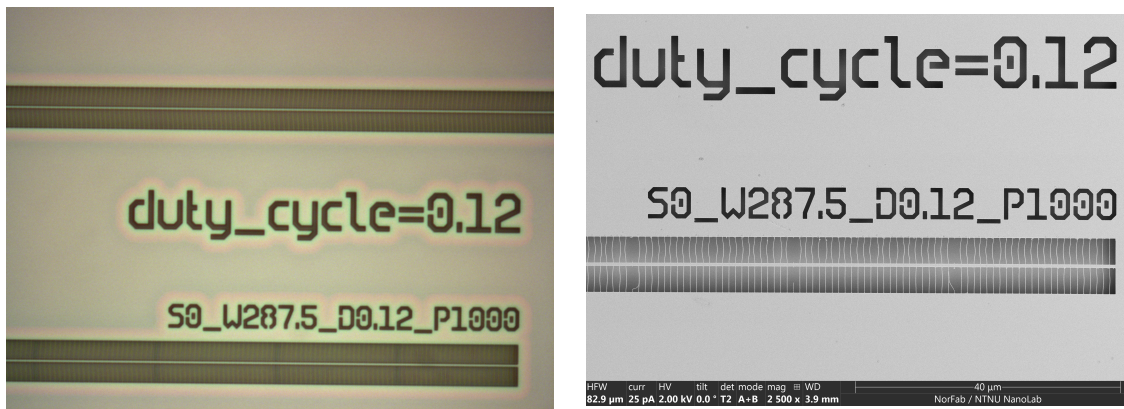 duty_cycle=0.12
S0_W287.5_D0.12_P1000
duty_cycle=0.12
S0_W287.5_D0.12_P1000
HFW curr HV tilt det mode mag ⊞ WD 40 µm
82.9 µm 25 pA 2.00 kV 0.0 ° T2 A+B 2 500 x 3.9 mm NorFab / NTNU NanoLab